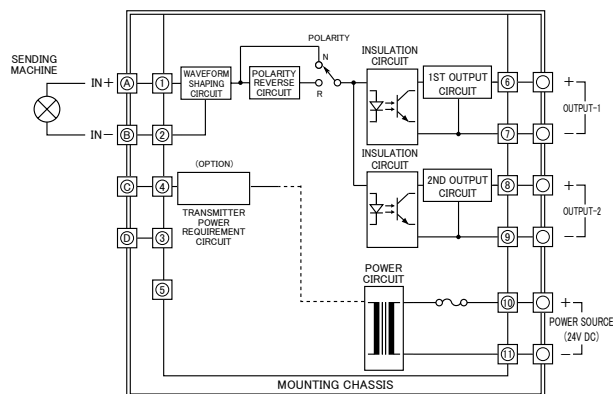 SENDING
MACHINE
IN+
IN−
Ⓐ
Ⓑ
Ⓒ
Ⓓ
①
②
④
③
⑤
WAVEFORM
SHAPING
CIRCUIT
POLARITY
REVERSE
CIRCUIT
POLARITY
N
R
INSULATION
CIRCUIT
1ST OUTPUT
CIRCUIT
⑥
⑦
+
OUTPUT-1
−
INSULATION
CIRCUIT
2ND OUTPUT
CIRCUIT
⑧
⑨
+
OUTPUT-2
−
(OPTION)
TRANSMITTER
POWER
REQUIREMENT
CIRCUIT
POWER
CIRCUIT
⑩
⑪
+
POWER SOURCE
(24V DC)
−
MOUNTING CHASSIS